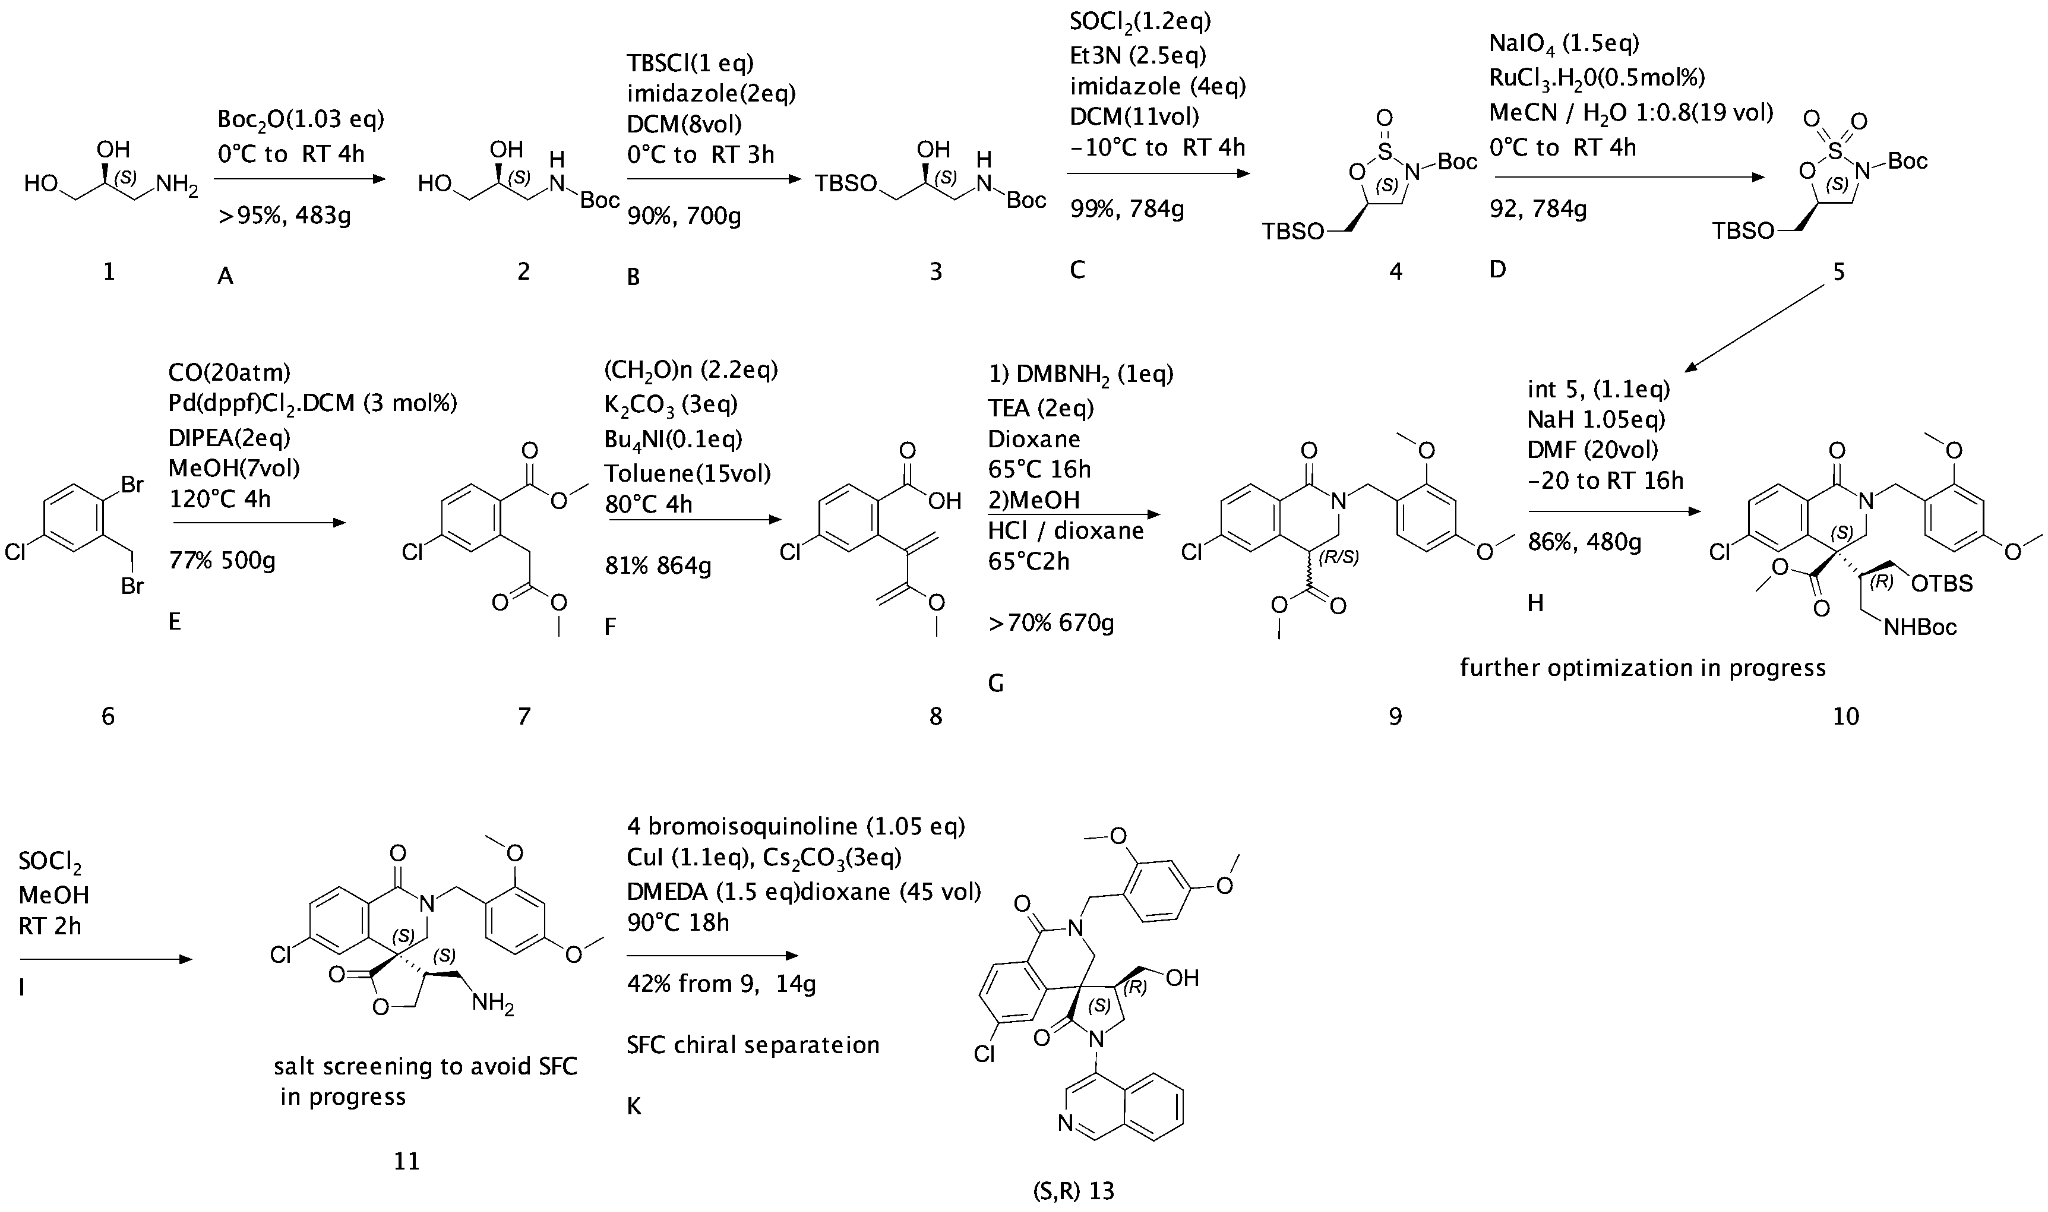 HO
OH
(S)
NH2
1
Boc2O(1.03 eq)
0°C to RT 4h
>95%, 483g
A
HO
OH
(S)
H
N
Boc
2
TBSCl(1 eq)
imidazole(2eq)
DCM(8vol)
0°C to RT 3h
90%, 700g
B
TBSO
OH
(S)
H
N
Boc
3
SOCl2(1.2eq)
Et3N (2.5eq)
imidazole (4eq)
DCM(11vol)
-10°C to RT 4h
99%, 784g
C
O
S
O
N
Boc
(S)
TBSO
4
NaIO4 (1.5eq)
RuCl3.H20(0.5mol%)
MeCN / H2O 1:0.8(19 vol)
0°C to RT 4h
92, 784g
D
O
O
S
O
N
Boc
(S)
TBSO
5
Br
Cl
Br
6
CO(20atm)
Pd(dppf)Cl2.DCM (3 mol%)
DIPEA(2eq)
MeOH(7vol)
120°C 4h
77% 500g
E
O
O
Cl
O
O
7
(CH2O)n (2.2eq)
K2CO3 (3eq)
Bu4NI(0.1eq)
Toluene(15vol)
80°C 4h
81% 864g
F
O
OH
Cl
O
8
1) DMBNH2 (1eq)
TEA (2eq)
Dioxane
65°C 16h
2)MeOH
HCl / dioxane
65°C2h
>70% 670g
G
O
N
O
O
Cl
(R/S)
O
O
9
int 5, (1.1eq)
NaH 1.05eq)
DMF (20vol)
-20 to RT 16h
86%, 480g
H
O
N
O
O
Cl
(S)
O
O
(R)
OTBS
NHBoc
further optimization in progress
10
SOCl2
MeOH
RT 2h
I
O
N
O
O
Cl
(S)
(S)
O
O
NH2
salt screening to avoid SFC
in progress
11
4 bromoisoquinoline (1.05 eq)
CuI (1.1eq), Cs2CO3(3eq)
DMEDA (1.5 eq)dioxane (45 vol)
90°C 18h
42% from 9, 14g
SFC chiral separateion
K
O
O
O
N
OH
(R)
(S)
O
N
Cl
N
(S,R) 13